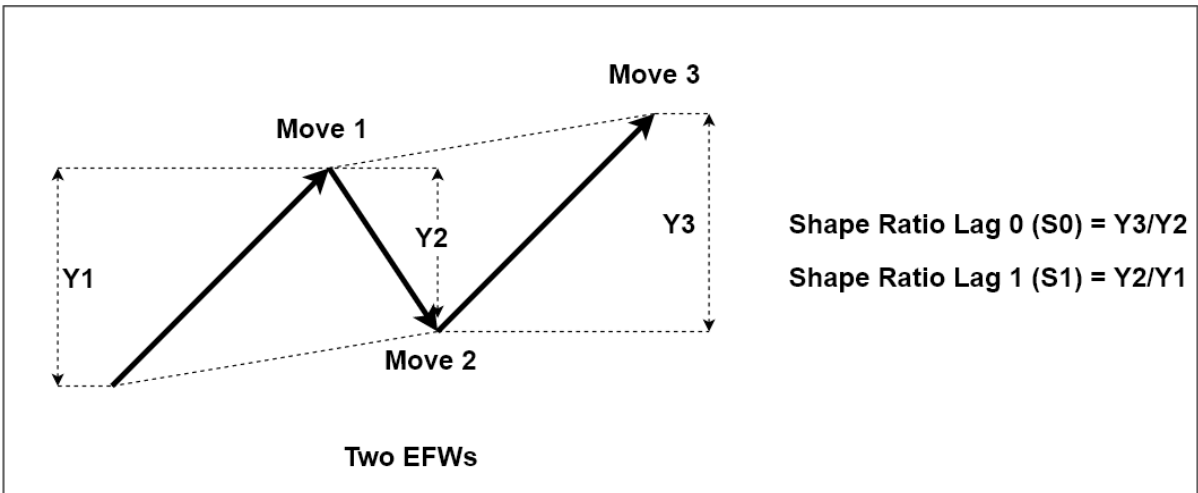 Move 3
Move 1
Y2
Y3
Y1
Shape Ratio Lag 0 (S0) = Y3/Y2
Shape Ratio Lag 1 (S1) = Y2/Y1
Move 2
Two EFWs